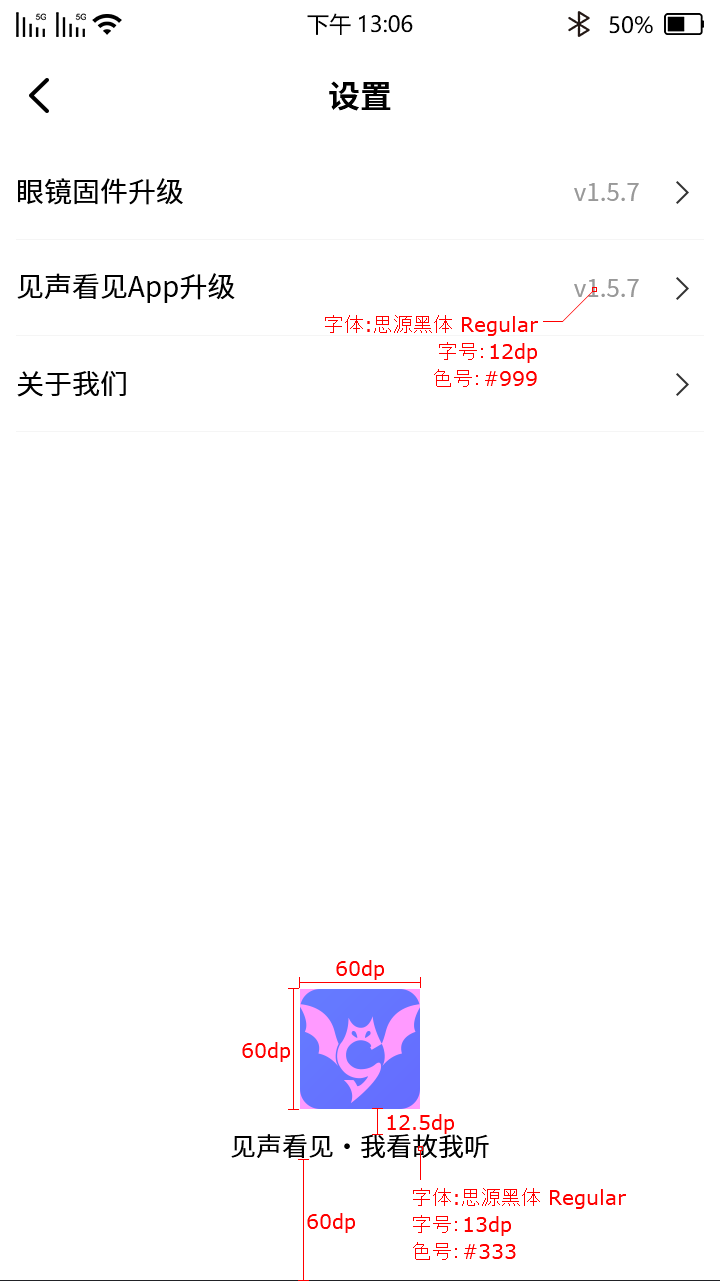 5G 5G 下午 13:06 50%
设置
眼镜固件升级 v1.5.7
见声看见App升级 v1.5.7
字体:思源黑体 Regular
字号:12dp
色号:#999
关于我们
60dp
60dp
12.5dp
见声看见·我看故我听
字体:思源黑体 Regular
字号:13dp
60dp
色号:#333